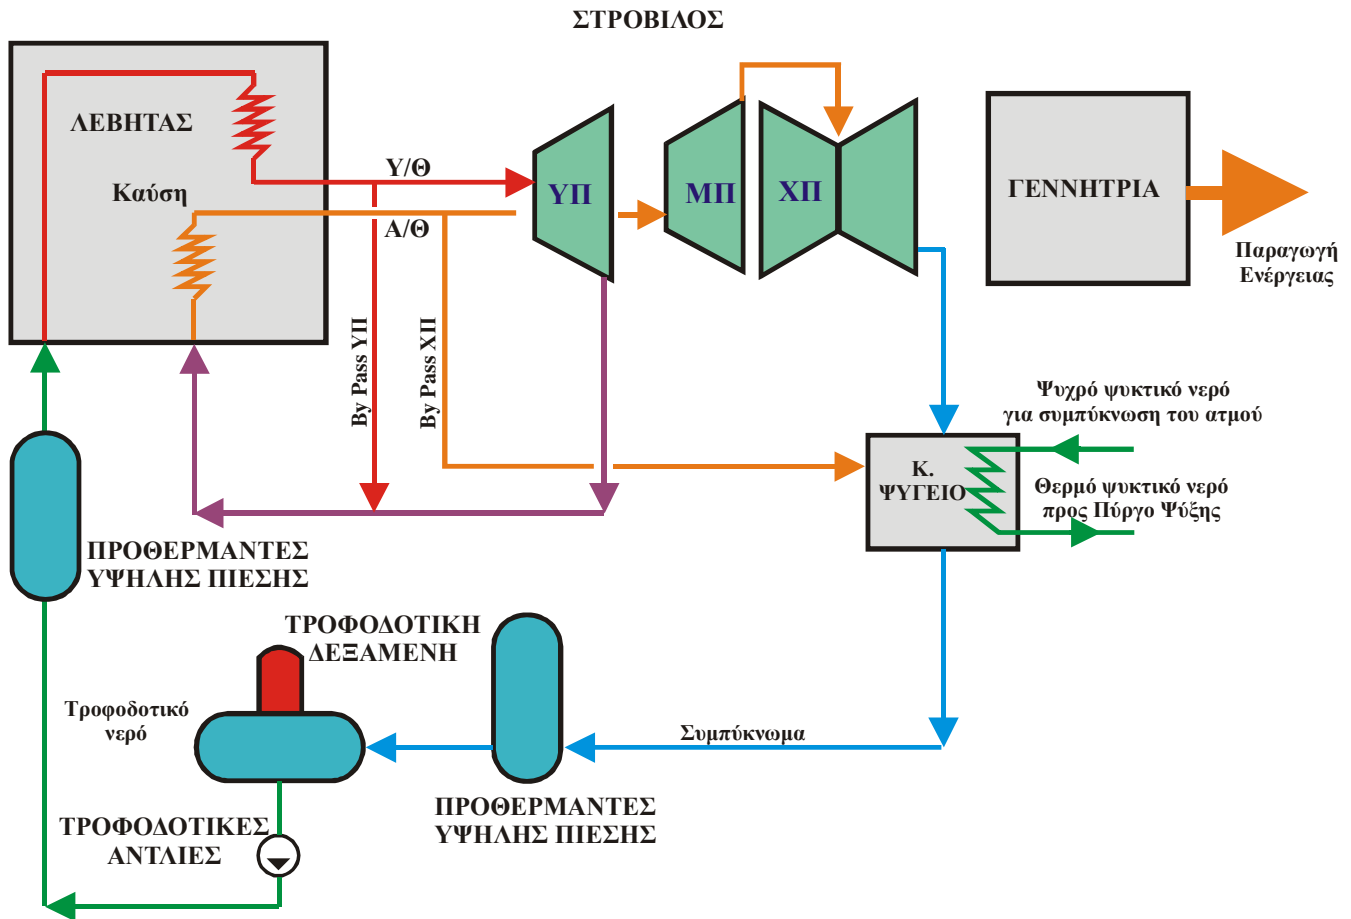 ΣΤΡΟΒΙΛΟΣ
ΛΕΒΗΤΑΣ
Καύση
Υ/Θ
Α/Θ
ΥΠ
ΜΠ
ΧΠ
ΓΕΝΝΗΤΡΙΑ
Παραγωγή
Ενέργειας
By Pass ΥΠ
By Pass ΧΠ
Ψυχρό ψυκτικό νερό
για συμπύκνωση του ατμού
Κ.
ΨΥΓΕΙΟ
Θερμό ψυκτικό νερό
προς Πύργο Ψύξης
ΠΡΟΘΕΡΜΑΝΤΕΣ
ΥΨΗΛΗΣ ΠΙΕΣΗΣ
ΤΡΟΦΟΔΟΤΙΚΗ
ΔΕΞΑΜΕΝΗ
Τροφοδοτικό
νερό
Συμπύκνωμα
ΠΡΟΘΕΡΜΑΝΤΕΣ
ΥΨΗΛΗΣ ΠΙΕΣΗΣ
ΤΡΟΦΟΔΟΤΙΚΕΣ
ΑΝΤΛΙΕΣ